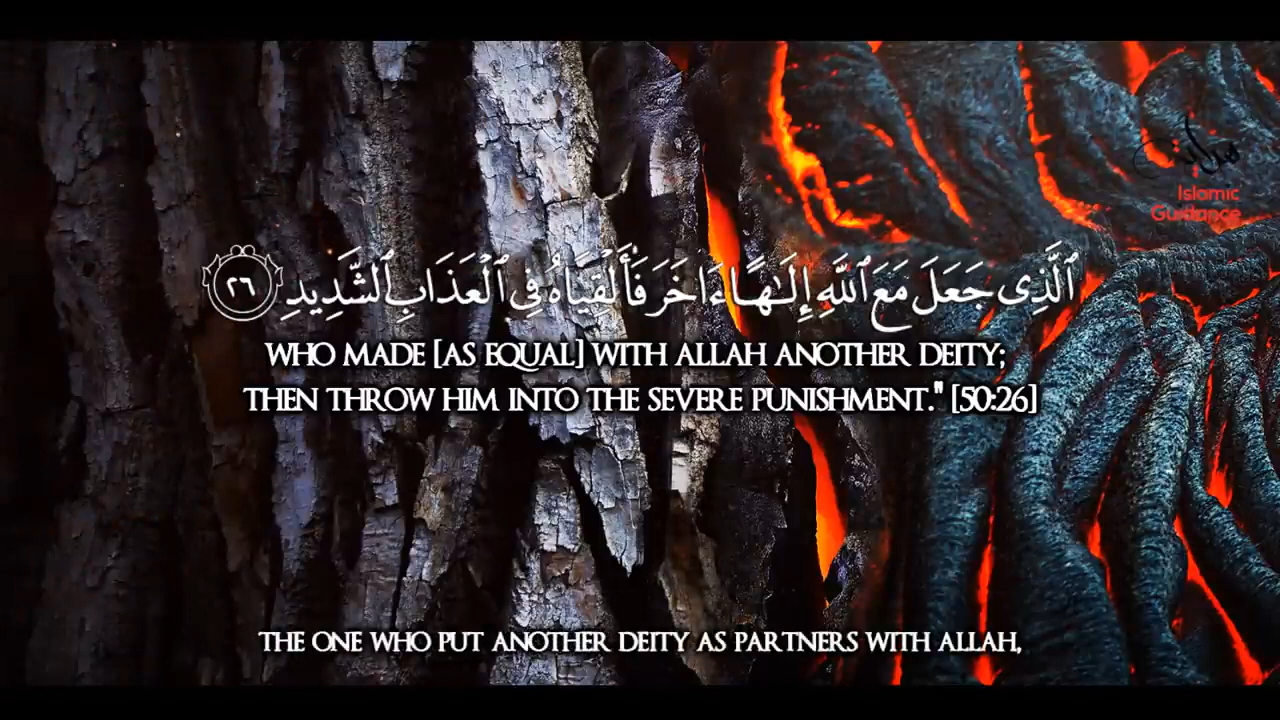 هداية
Islamic
Guidance
ٱلَّذِى جَعَلَ مَعَ ٱللَّهِ إِلَـٰهًا ءَاخَرَ فَأَلْقِيَاهُ فِى ٱلْعَذَابِ ٱلشَّدِيدِ ٢٦
WHO MADE [AS EQUAL] WITH ALLAH ANOTHER DEITY;
THEN THROW HIM INTO THE SEVERE PUNISHMENT." [50:26]
THE ONE WHO PUT ANOTHER DEITY AS PARTNERS WITH ALLAH,